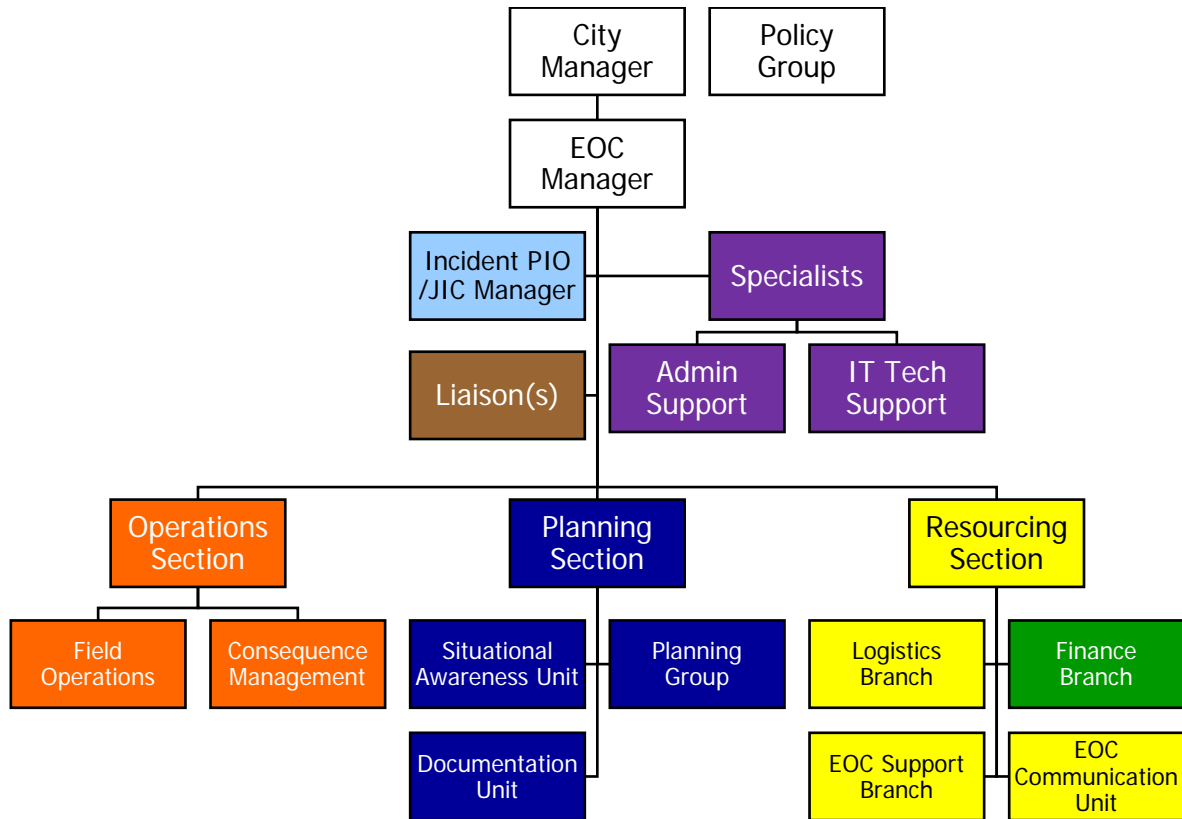 City
Manager
Policy
Group
EOC
Manager
Incident PIO
/JIC Manager
Specialists
Liaison(s)
Admin
Support
IT Tech
Support
Operations
Section
Planning
Section
Resourcing
Section
Field
Operations
Consequence
Management
Situational
Awareness Unit
Planning
Group
Logistics
Branch
Finance
Branch
Documentation
Unit
EOC Support
Branch
EOC
Communication
Unit